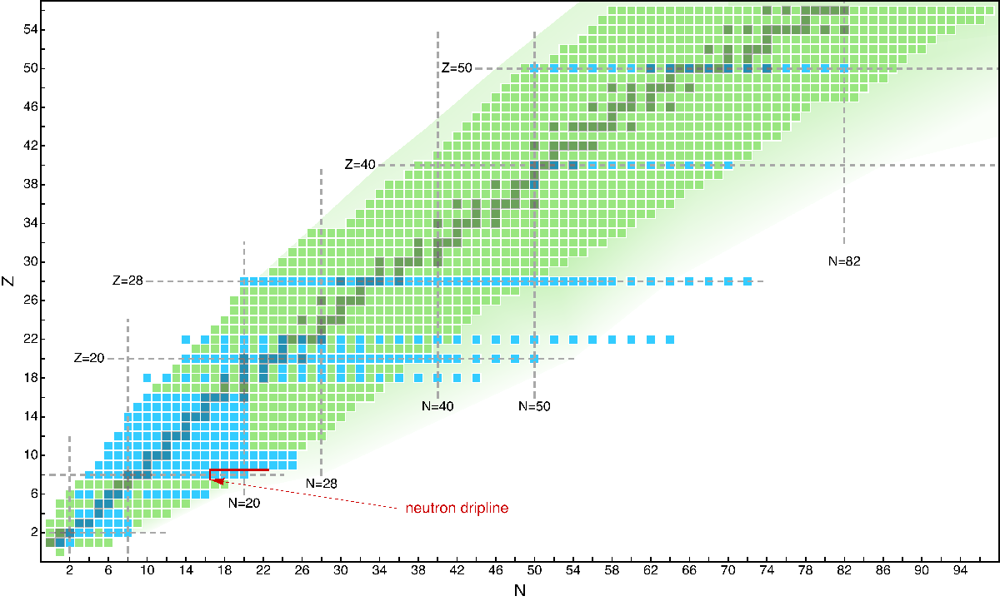 54
50
46
42
38
34
30
26
22
18
14
10
6
2
Z
Z=50
Z=40
Z=28
Z=20
N=82
N=40
N=50
N=28
N=20
neutron dripline
2 6 10 14 18 22 26 30 34 38 42 46 50 54 58 62 66 70 74 78 82 86 90 94
N